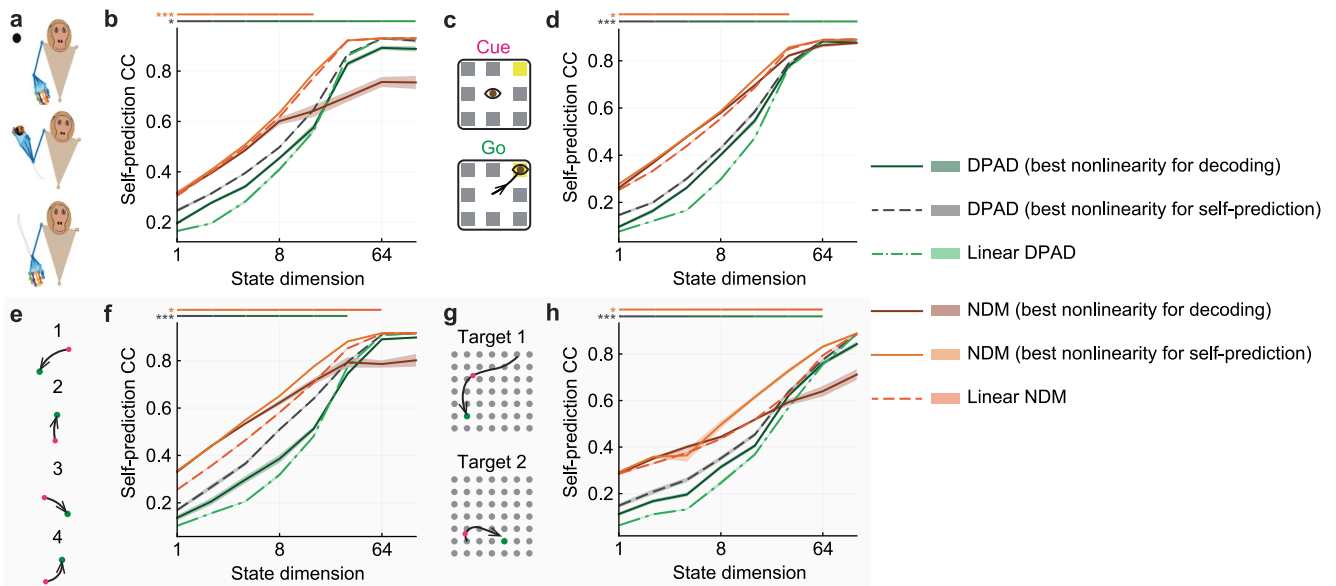 a
b
***
*
Self-prediction CC
0.8
0.6
0.4
0.2
1
8
64
State dimension
c
Cue
Go
d
*
***
Self-prediction CC
0.8
0.6
0.4
0.2
1
8
64
State dimension
DPAD (best nonlinearity for decoding)
DPAD (best nonlinearity for self-prediction)
Linear DPAD
NDM (best nonlinearity for decoding)
NDM (best nonlinearity for self-prediction)
Linear NDM
e
1
2
3
4
f
*
***
Self-prediction CC
0.8
0.6
0.4
0.2
1
8
64
State dimension
g
Target 1
Target 2
h
*
***
Self-prediction CC
0.8
0.6
0.4
0.2
1
8
64
State dimension